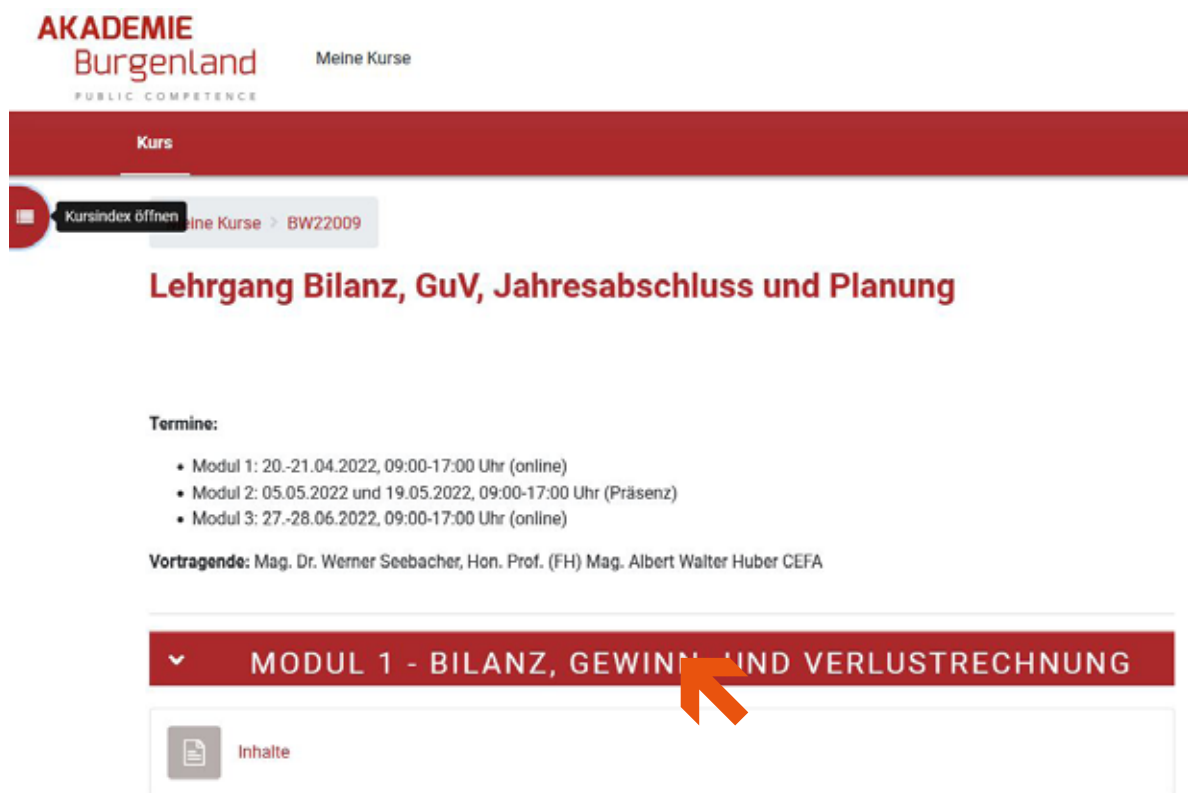 AKADEMIE
Burgenland
PUBLIC COMPETENCE
Meine Kurse
Kurs
Kursindex öffnen
eine Kurse > BW22009
Lehrgang Bilanz, GuV, Jahresabschluss und Planung
Termine:
• Modul 1: 20.-21.04.2022, 09:00-17:00 Uhr (online)
• Modul 2: 05.05.2022 und 19.05.2022, 09:00-17:00 Uhr (Präsenz)
• Modul 3: 27.-28.06.2022, 09:00-17:00 Uhr (online)
Vortragende: Mag. Dr. Werner Seebacher, Hon. Prof. (FH) Mag. Albert Walter Huber CEFA
MODUL 1 - BILANZ, GEWINN- UND VERLUSTRECHNUNG
Inhalte